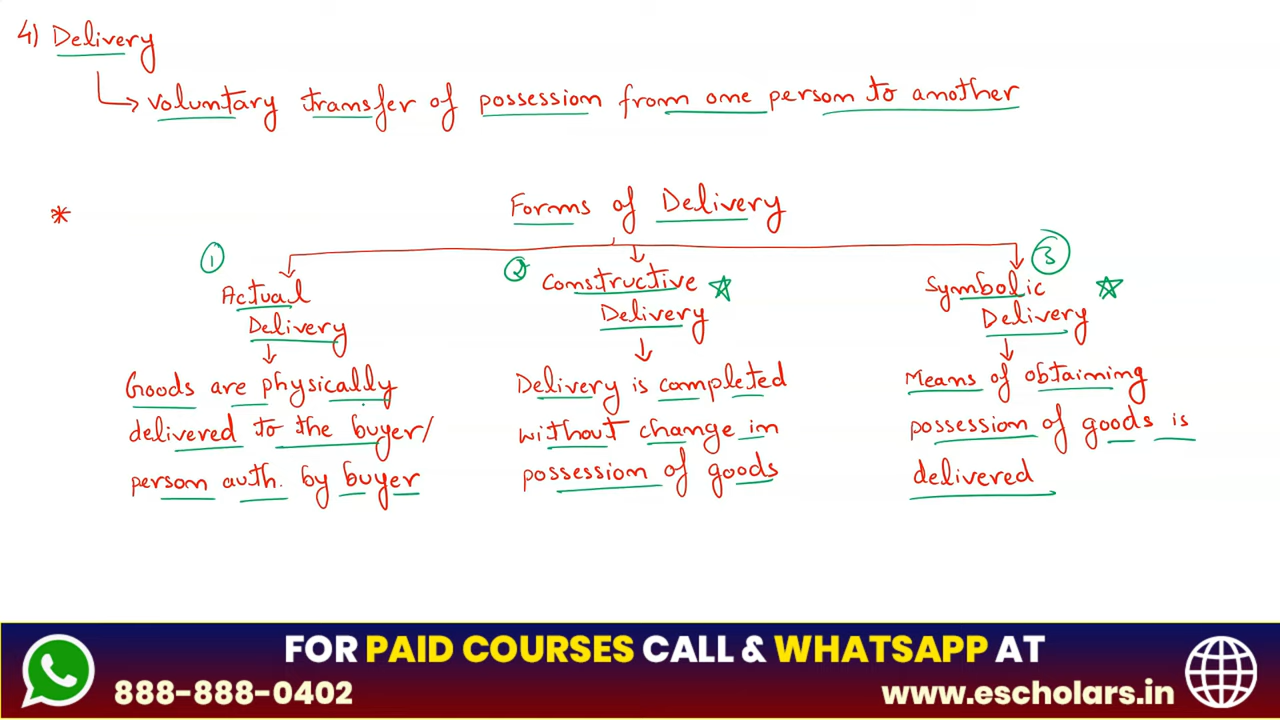 4) Delivery
voluntary transfer of possession from one person to another
* Forms of Delivery
① Actual Delivery
Goods are physically
delivered to the buyer/
person auth. by buyer
② Constructive Delivery
Delivery is completed
without change in
possession of goods
③ Symbolic Delivery
Means of obtaining
possession of goods is
delivered
FOR PAID COURSES CALL & WHATSAPP AT
888-888-0402
www.escholars.in